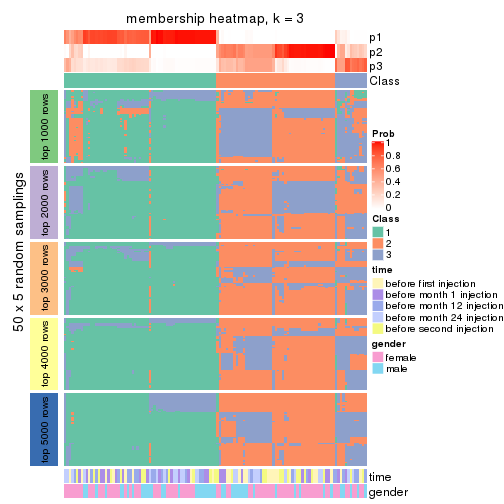 membership heatmap, k = 3
p1
p2
p3
Class
50 x 5 random samplings
top 1000 rows
top 2000 rows
top 3000 rows
top 4000 rows
top 5000 rows
time
gender
Prob
1
0.8
0.6
0.4
0.2
0
Class
1
2
3
time
before first injection
before month 1 injection
before month 12 injection
before month 24 injection
before second injection
gender
female
male